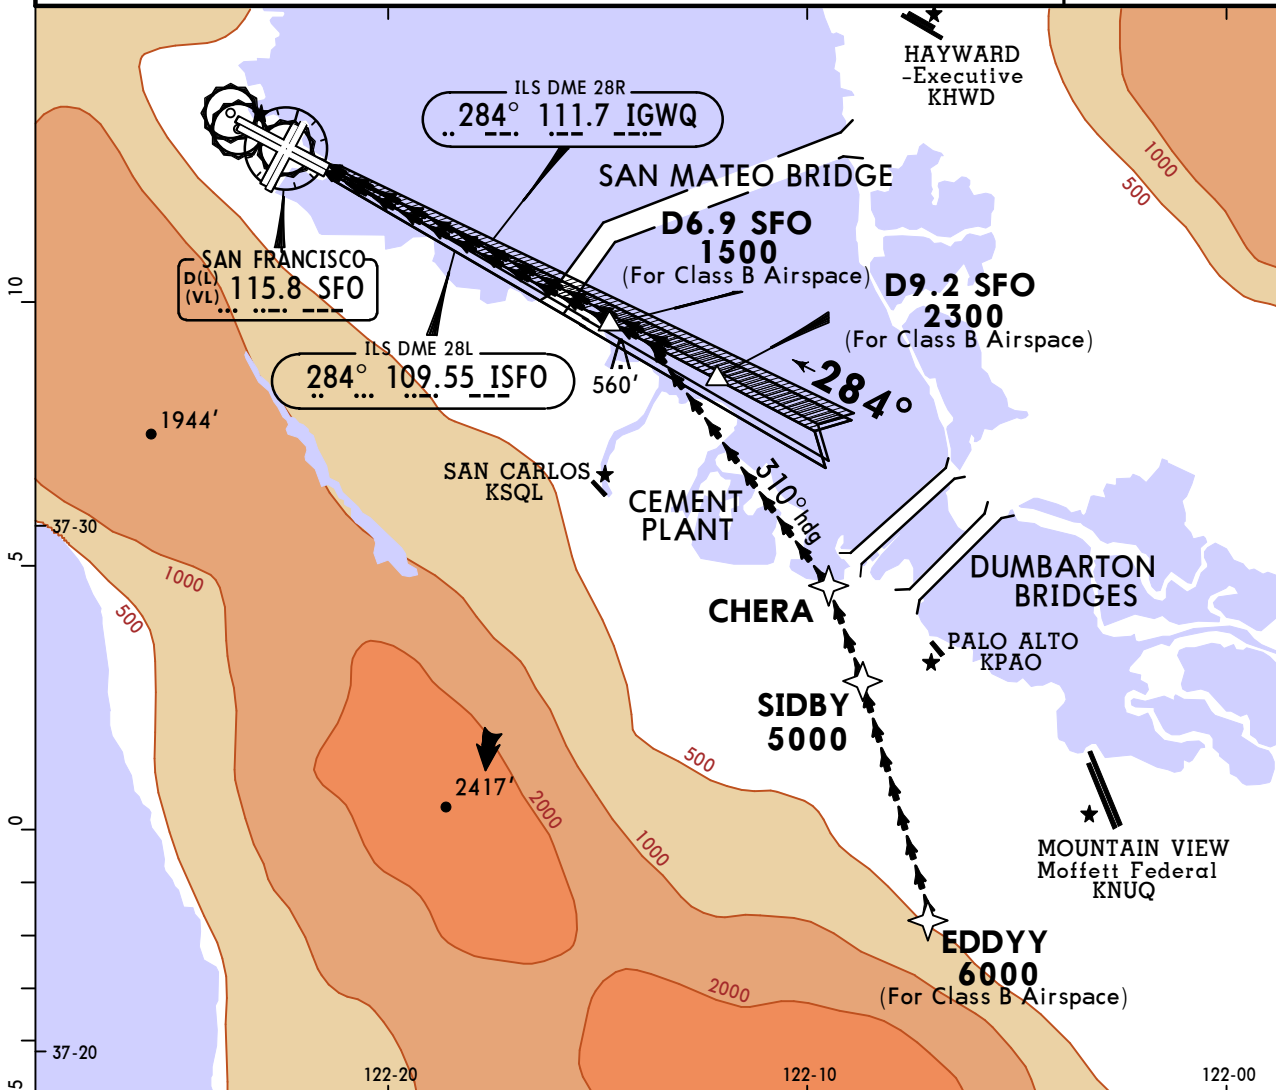 HAYWARD
-Executive
KHWD
ILS DME 28R
284° 111.7 IGWQ
1000
500
SAN MATEO BRIDGE
D6.9 SFO
1500
(For Class B Airspace)
SAN FRANCISCO
D(L)
(VL) 115.8 SFO
D9.2 SFO
2300
(For Class B Airspace)
10
ILS DME 28L
284° 109.55 ISFO
560'
284°
1944'
SAN CARLOS
KSQL
CEMENT
PLANT
310° hdg
37-30
5
DUMBARTON
BRIDGES
1000
500
CHERA
PALO ALTO
KPAO
SIDBY
5000
500
2417'
2000
1000
0
MOUNTAIN VIEW
Moffett Federal
KNUQ
EDDYY
6000
(For Class B Airspace)
2000
37-20
122-20
122-10
122-00
5